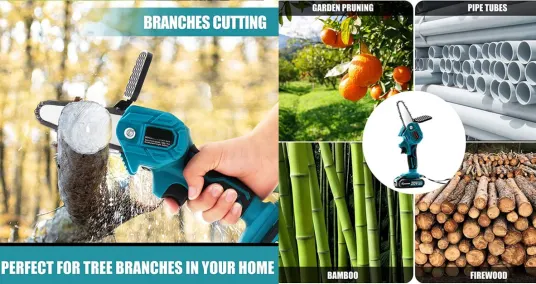 BRANCHES CUTTING
PERFECT FOR TREE BRANCHES IN YOUR HOME
GARDEN PRUNING
PIPE TUBES
BAMBOO
FIREWOOD